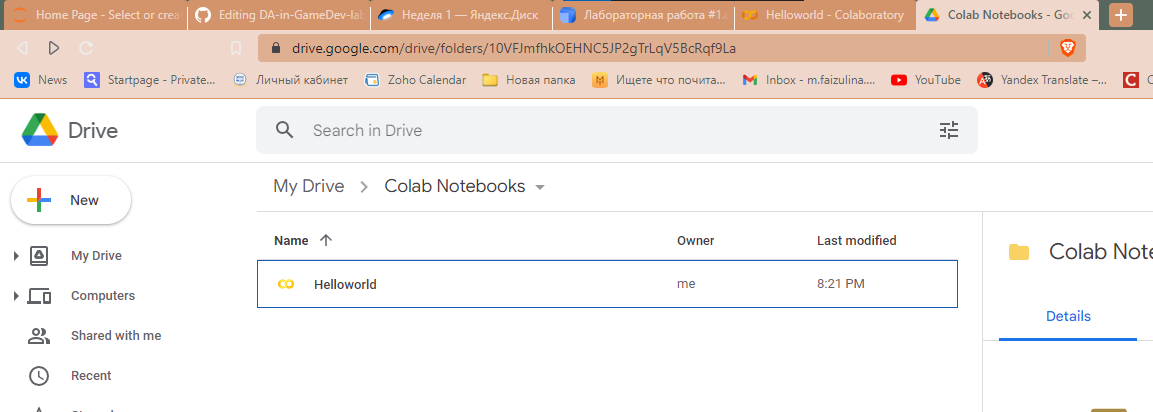 Home Page - Select or crea
Editing DA-in-GameDev-lab
Неделя 1 — Яндекс.Диск
Лабораторная работа #1.d
Helloworld - Colaboratory
Colab Notebooks - Goo
drive.google.com/drive/folders/10VFJmfhkOEHNC5JP2gTrLqV5BcRqf9La
News
Startpage - Private...
Личный кабинет
Zoho Calendar
Новая папка
Ищете что почита...
Inbox - m.faizulina....
YouTube
Yandex Translate –...
Drive
Search in Drive
New
My Drive
Computers
Shared with me
Recent
My Drive > Colab Notebooks
Name
Owner
Last modified
Helloworld
me
8:21 PM
Colab Note
Details